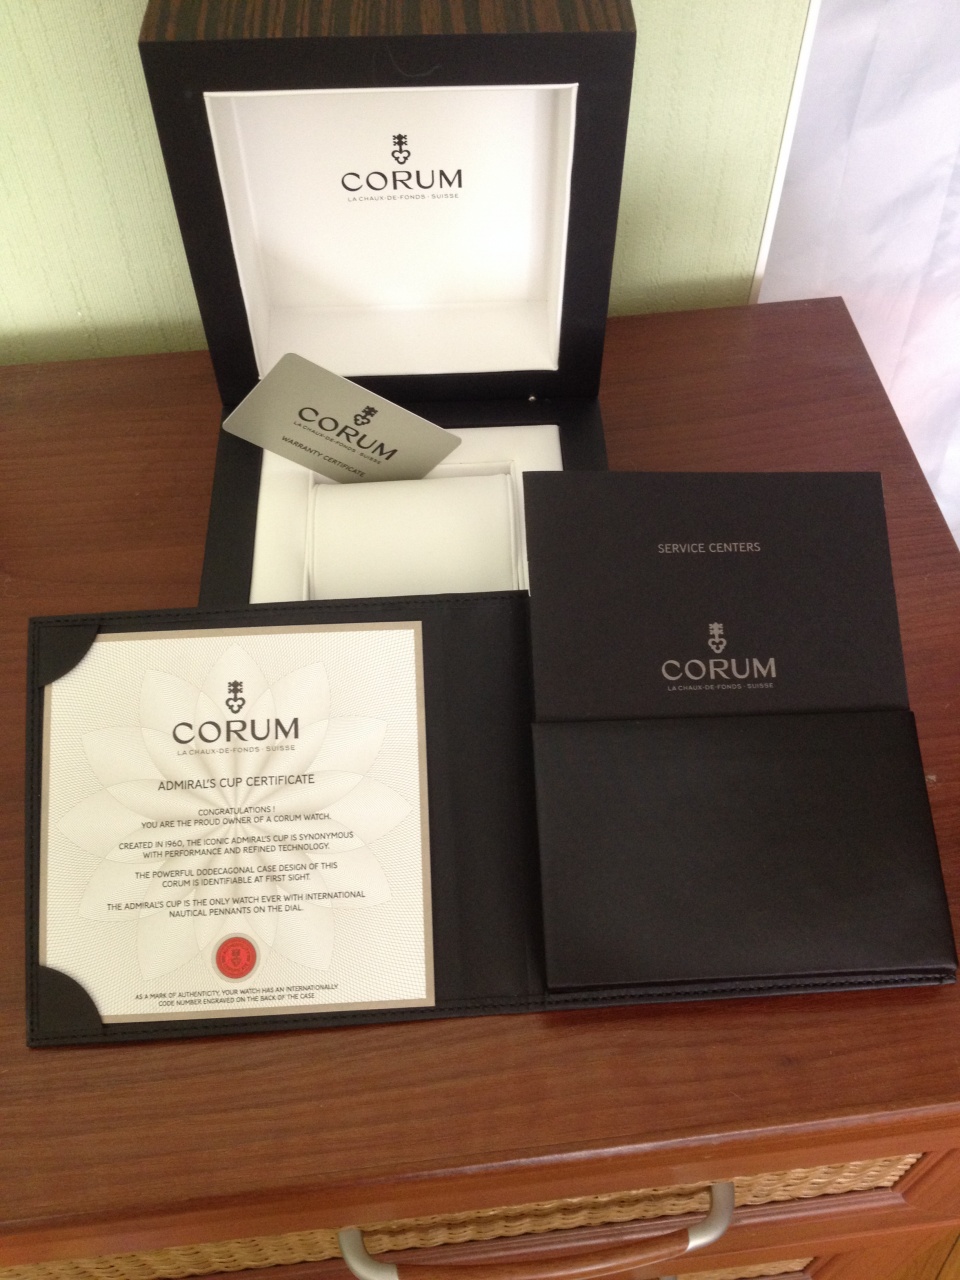 CORUM
LA CHAUX-DE-FONDS · SUISSE
CORUM
LA CHAUX-DE-FONDS · SUISSE
WARRANTY CERTIFICATE
SERVICE CENTERS
CORUM
LA CHAUX-DE-FONDS · SUISSE
CORUM
LA CHAUX-DE-FONDS · SUISSE
ADMIRAL'S CUP CERTIFICATE
CONGRATULATIONS !
YOU ARE THE PROUD OWNER OF A CORUM WATCH.
CREATED IN 1960, THE ICONIC ADMIRAL'S CUP IS SYNONYMOUS
WITH PERFORMANCE AND REFINED TECHNOLOGY.
THE POWERFUL DODECAGONAL CASE DESIGN OF THIS
CORUM IS IDENTIFIABLE AT FIRST SIGHT.
THE ADMIRAL'S CUP IS THE ONLY WATCH EVER WITH INTERNATIONAL
NAUTICAL PENNANTS ON THE DIAL.
AS A MARK OF AUTHENTICITY, YOUR WATCH HAS AN INTERNATIONALLY
CODE NUMBER ENGRAVED ON THE BACK OF THE CASE